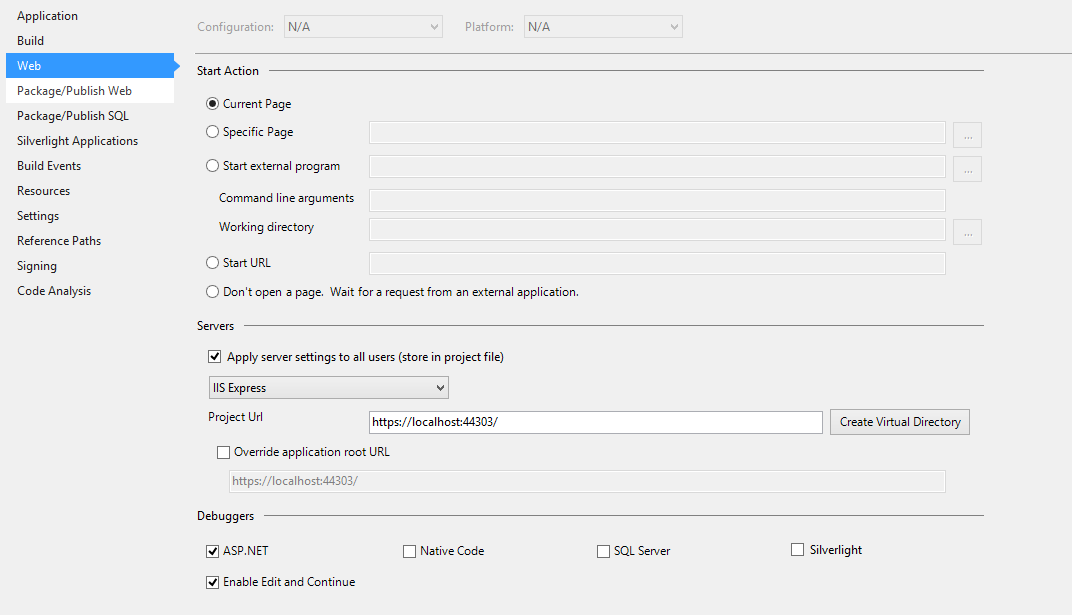 Application
Build
Web
Package/Publish Web
Package/Publish SQL
Silverlight Applications
Build Events
Resources
Settings
Reference Paths
Signing
Code Analysis
Configuration: N/A Platform: N/A
Start Action
Current Page
Specific Page ...
Start external program ...
Command line arguments
Working directory ...
Start URL
Don't open a page. Wait for a request from an external application.
Servers
Apply server settings to all users (store in project file)
IIS Express
Project Url https://localhost:44303/ Create Virtual Directory
Override application root URL
https://localhost:44303/
Debuggers
ASP.NET Native Code SQL Server Silverlight
Enable Edit and Continue